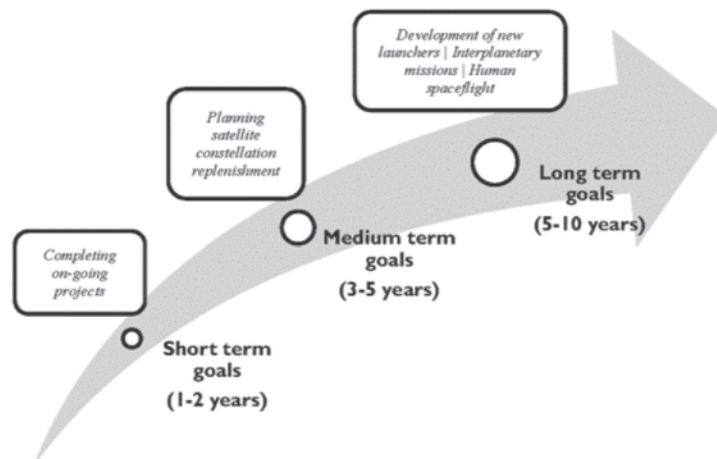 Development of new
launchers | Interplanetary
missions | Human
spaceflight
Planning
satellite
constellation
replenishment
Long term
goals
(5-10 years)
Medium term
goals
(3-5 years)
Completing
on-going
projects
Short term
goals
(1-2 years)